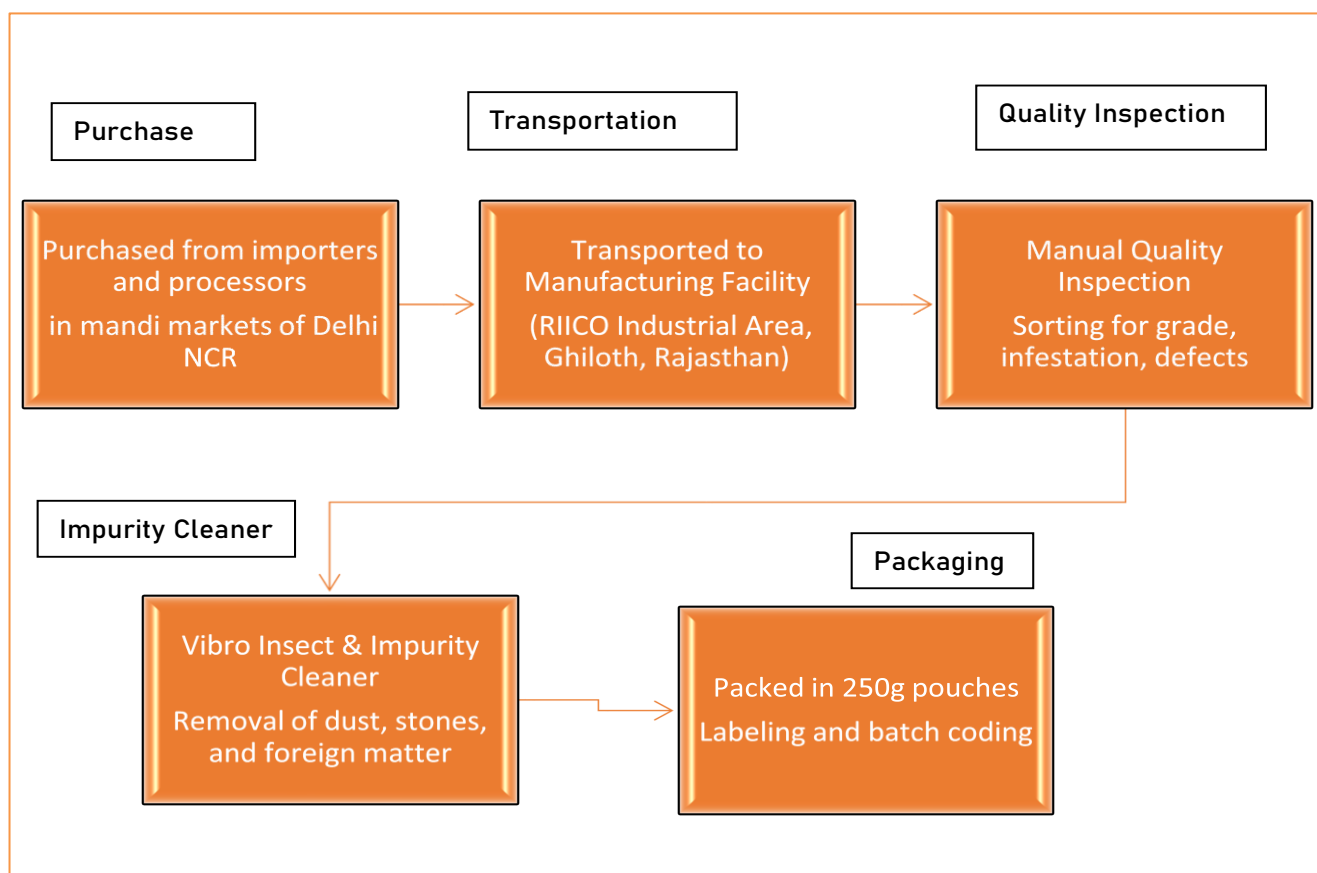 Purchase
Transportation
Quality Inspection
Purchased from importers
and processors
in mandi markets of Delhi
NCR
Transported to
Manufacturing Facility
(RIICO Industrial Area,
Ghiloth, Rajasthan)
Manual Quality
Inspection
Sorting for grade,
infestation, defects
Impurity Cleaner
Packaging
Vibro Insect & Impurity
Cleaner
Removal of dust, stones,
and foreign matter
Packed in 250g pouches
Labeling and batch coding